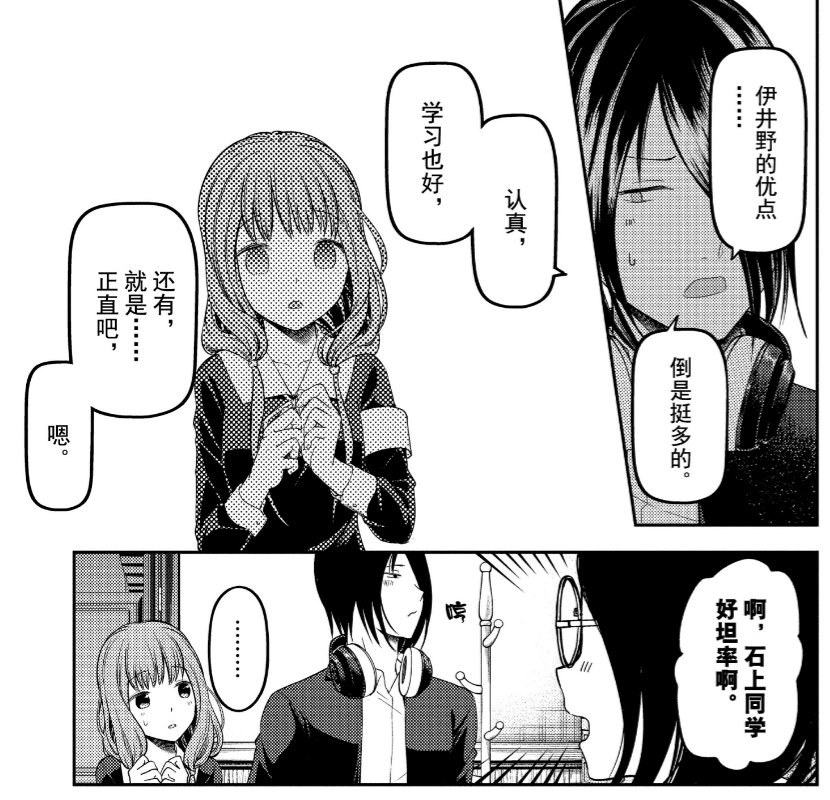 伊井野的优点
……
倒是挺多的。
认真，
学习也好，
还有，
就是……
正直吧，
嗯。
啊，石上同学
好坦率啊。
………